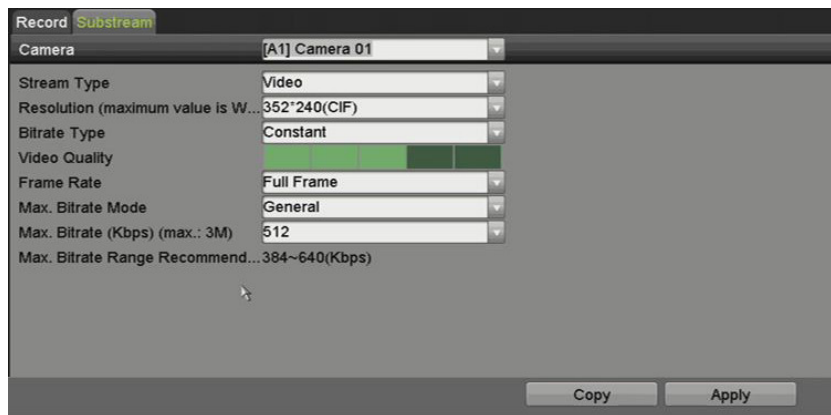 Record Substream
Camera [A1] Camera 01
Stream Type Video
Resolution (maximum value is W... 352*240(CIF)
Bitrate Type Constant
Video Quality
Frame Rate Full Frame
Max. Bitrate Mode General
Max. Bitrate (Kbps) (max.: 3M) 512
Max. Bitrate Range Recommend... 384~640(Kbps)
Copy Apply